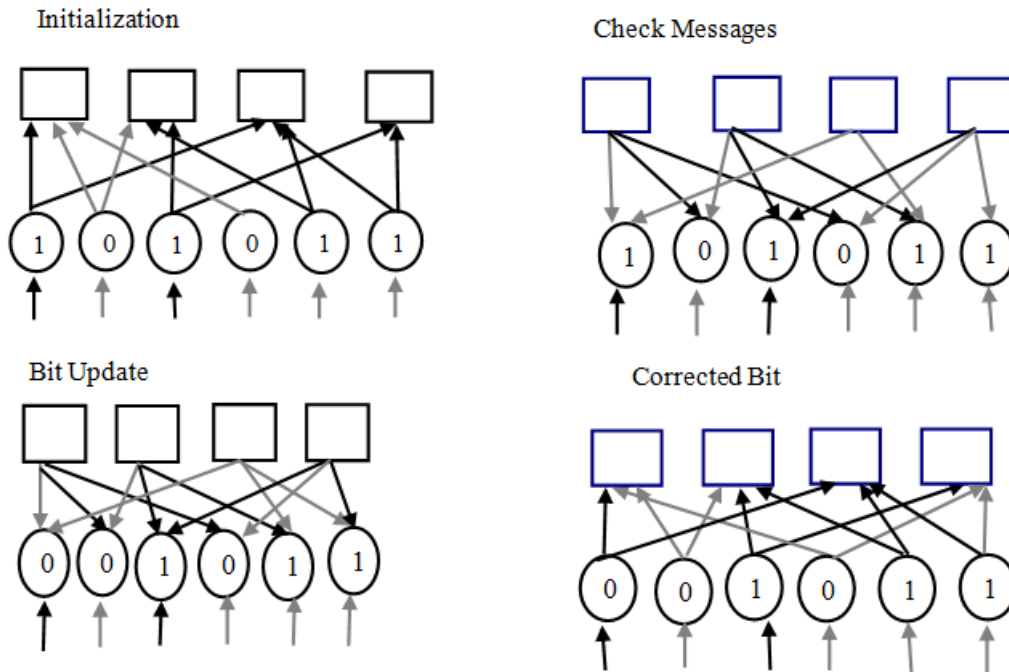 Initialization
Check Messages
1 0 1 0 1 1
1 0 1 0 1 1
Bit Update
Corrected Bit
0 0 1 0 1 1
0 0 1 0 1 1